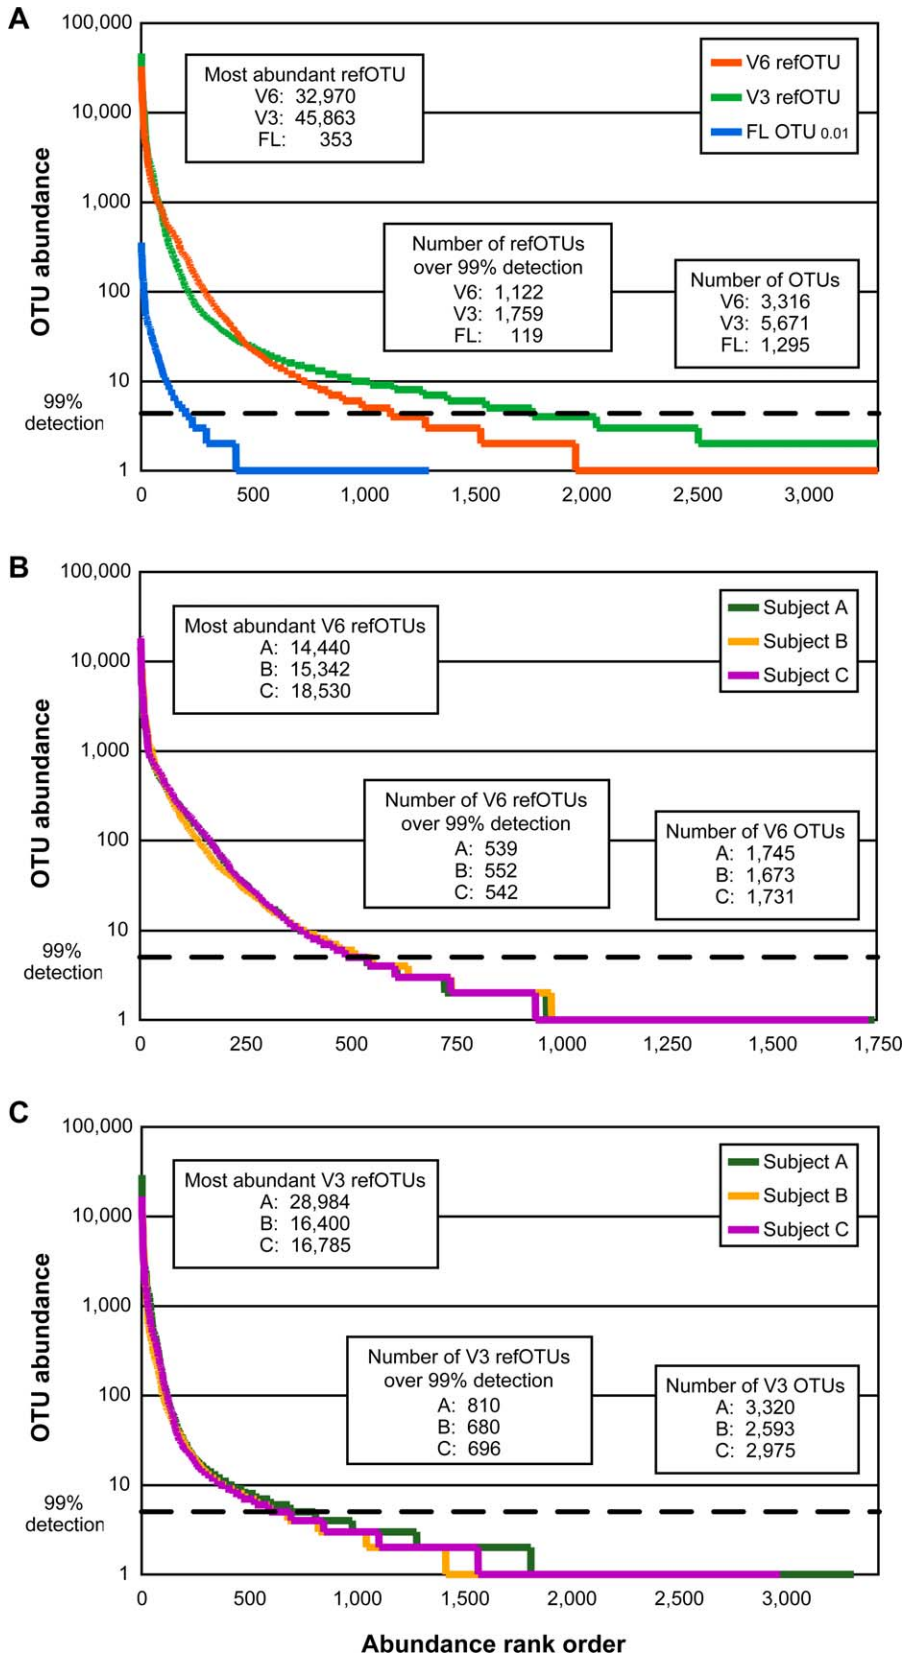 A
100,000
10,000
1,000
100
10
1
OTU abundance
99%
detection
Most abundant refOTU
V6: 32,970
V3: 45,863
FL: 353
V6 refOTU
V3 refOTU
FL OTU 0.01
Number of refOTUs
over 99% detection
V6: 1,122
V3: 1,759
FL: 119
Number of OTUs
V6: 3,316
V3: 5,671
FL: 1,295
0 500 1,000 1,500 2,000 2,500 3,000
B
100,000
10,000
1,000
100
10
1
OTU abundance
99%
detection
Most abundant V6 refOTUs
A: 14,440
B: 15,342
C: 18,530
Subject A
Subject B
Subject C
Number of V6 refOTUs
over 99% detection
A: 539
B: 552
C: 542
Number of V6 OTUs
A: 1,745
B: 1,673
C: 1,731
0 250 500 750 1,000 1,250 1,500 1,750
C
100,000
10,000
1,000
100
10
1
OTU abundance
99%
detection
Most abundant V3 refOTUs
A: 28,984
B: 16,400
C: 16,785
Subject A
Subject B
Subject C
Number of V3 refOTUs
over 99% detection
A: 810
B: 680
C: 696
Number of V3 OTUs
A: 3,320
B: 2,593
C: 2,975
0 500 1,000 1,500 2,000 2,500 3,000
Abundance rank order